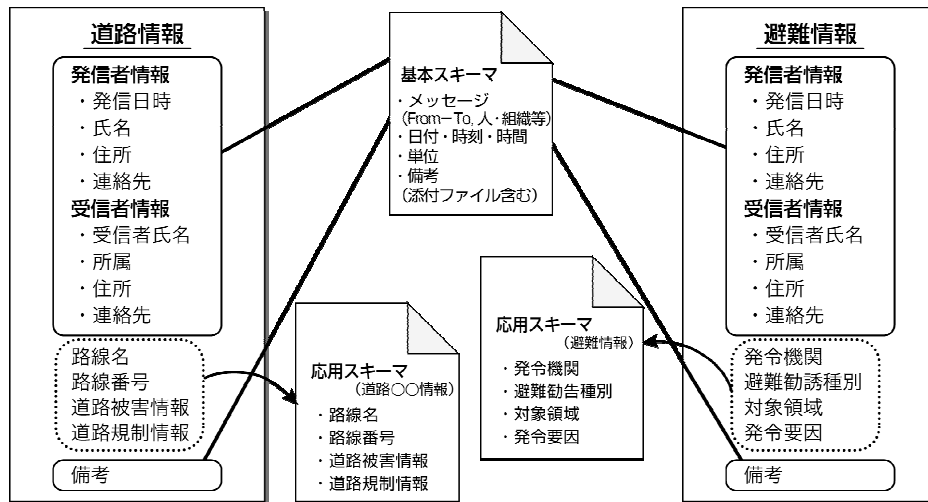 道路情報
発信者情報
・発信日時
・氏名
・住所
・連絡先
受信者情報
・受信者氏名
・所属
・住所
・連絡先
路線名
路線番号
道路被害情報
道路規制情報
備考
基本スキーマ
・メッセージ
(From－To, 人・組織等)
・日付・時刻・時間
・単位
・備考
(添付ファイル含む)
応用スキーマ
(道路○○情報)
・路線名
・路線番号
・道路被害情報
・道路規制情報
応用スキーマ
(避難情報)
・発令機関
・避難勧告種別
・対象領域
・発令要因
避難情報
発信者情報
・発信日時
・氏名
・住所
・連絡先
受信者情報
・受信者氏名
・所属
・住所
・連絡先
発令機関
避難勧誘種別
対象領域
発令要因
備考